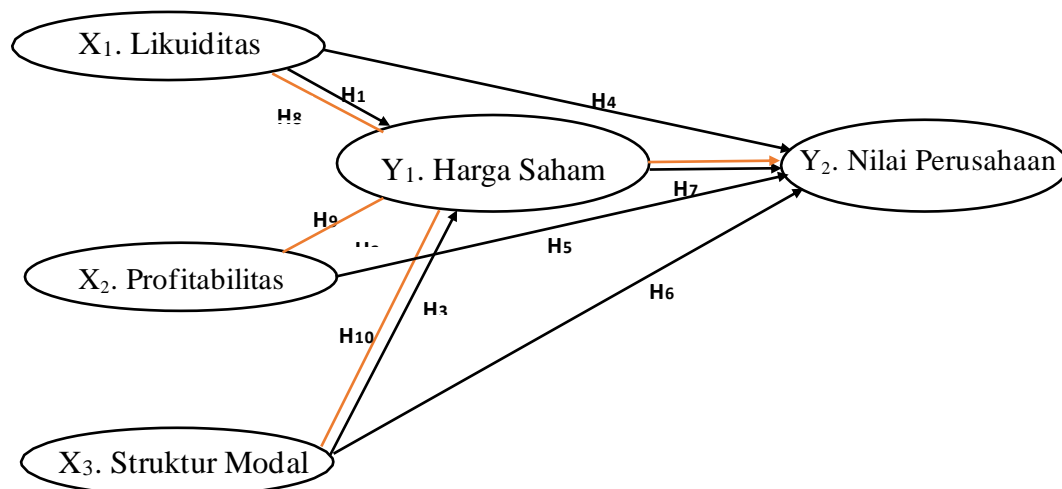 X₁. Likuiditas
H1
H4
H8
Y₁. Harga Saham
Y₂. Nilai Perusahaan
H7
H9
H5
X₂. Profitabilitas
H6
H3
H10
X₃. Struktur Modal